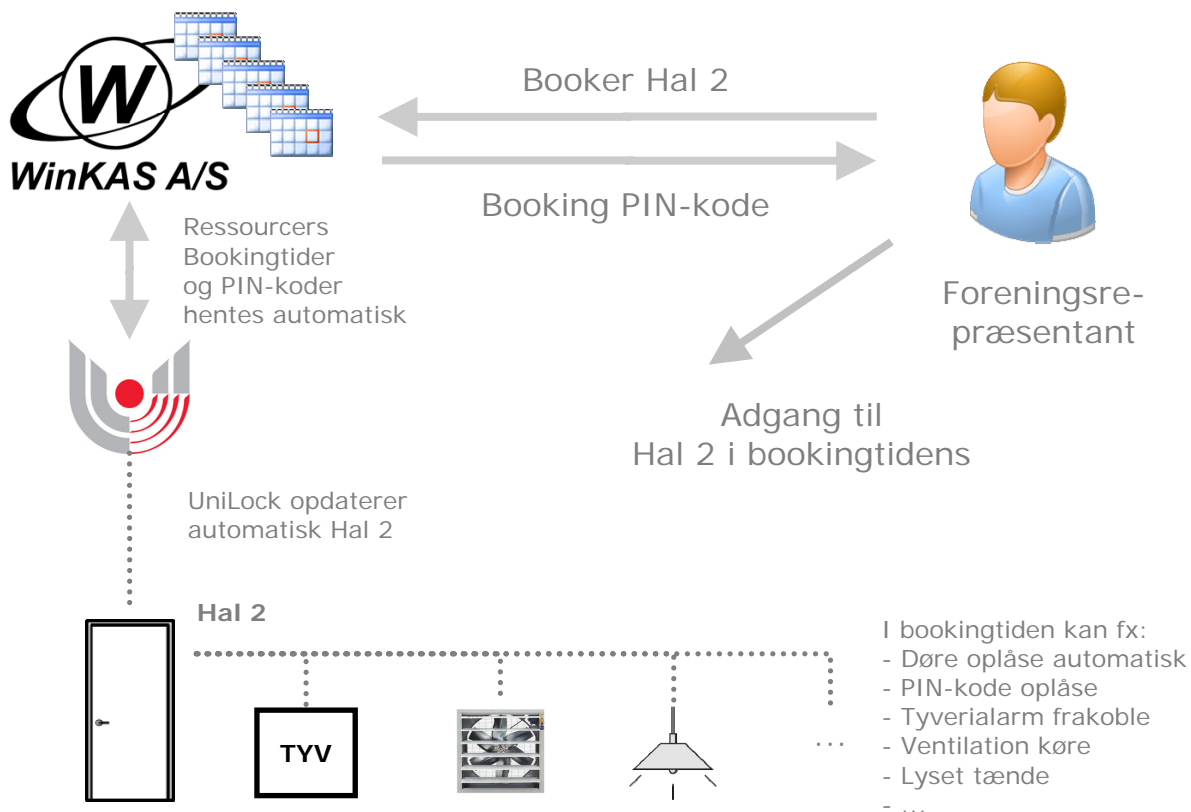 W
WinKAS A/S
Booker Hal 2
Booking PIN-kode
Ressourcers
Bookingtider
og PIN-koder
hentes automatisk
Foreningsre-
præsentant
Adgang til
Hal 2 i bookingtidens
UniLock opdaterer
automatisk Hal 2
Hal 2
TYV
...
I bookingtiden kan fx:
- Døre oplåse automatisk
- PIN-kode oplåse
- Tyverialarm frakoble
- Ventilation køre
- Lyset tænde
- ...